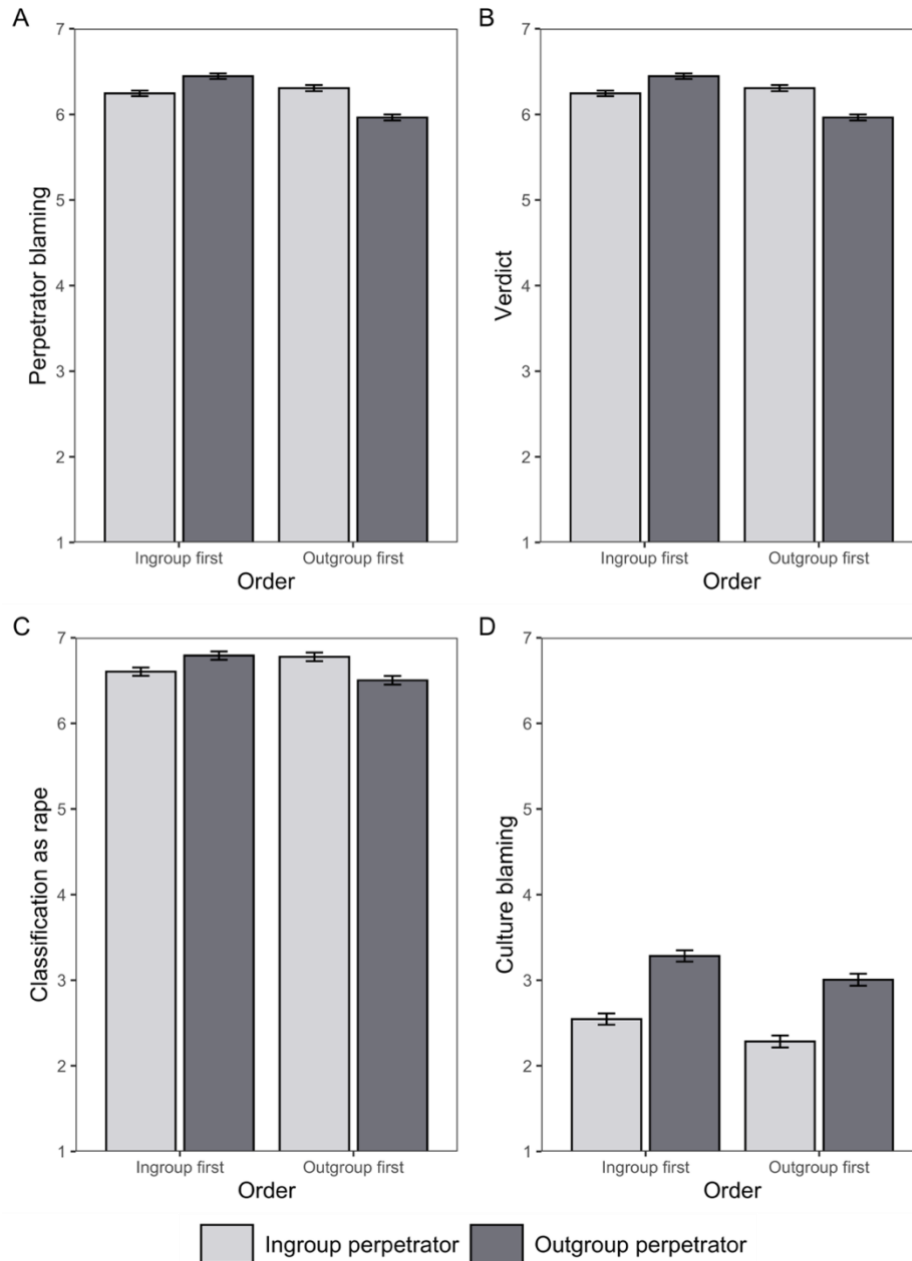 A
7
6
5
4
3
2
1
Perpetrator blaming
Ingroup first Outgroup first
Order
B
7
6
5
4
3
2
1
Verdict
Ingroup first Outgroup first
Order
C
7
6
5
4
3
2
1
Classification as rape
Ingroup first Outgroup first
Order
D
7
6
5
4
3
2
1
Culture blaming
Ingroup first Outgroup first
Order
Ingroup perpetrator Outgroup perpetrator